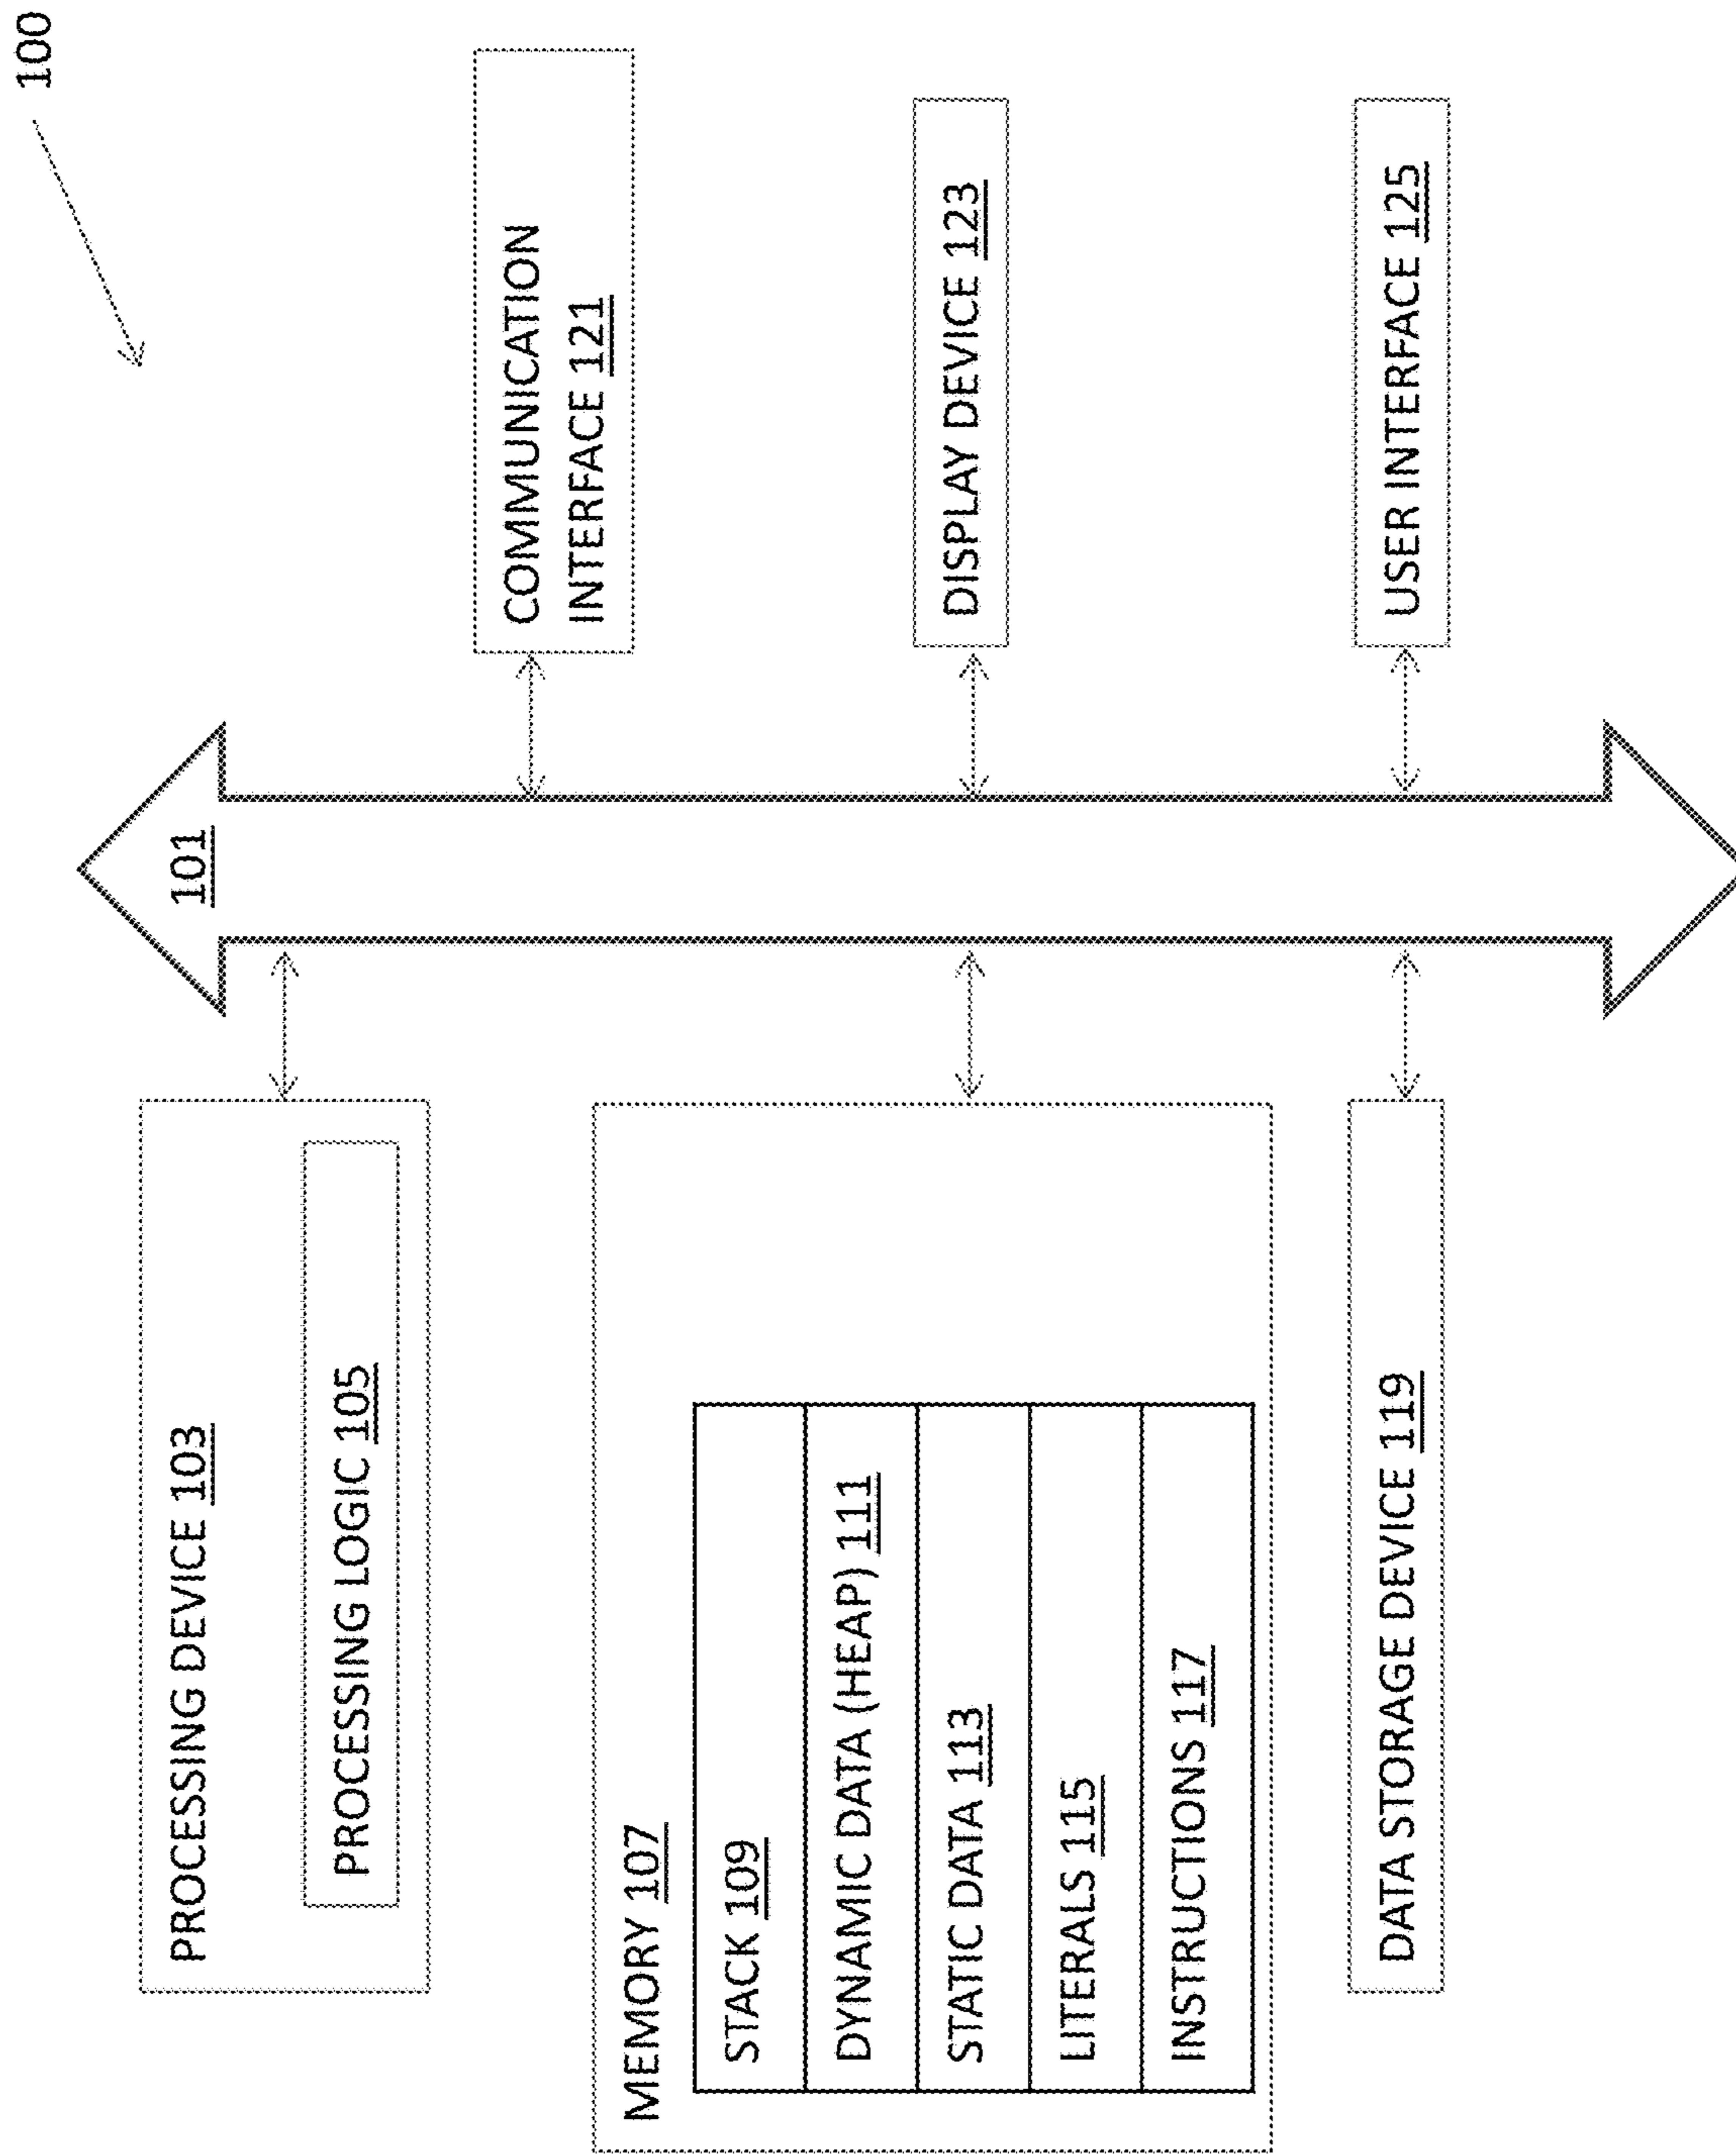 100
101
PROCESSING DEVICE 103
PROCESSING LOGIC 105
MEMORY 107
STACK 109
DYNAMIC DATA (HEAP) 111
STATIC DATA 113
LITERALS 115
INSTRUCTIONS 117
DATA STORAGE DEVICE 119
COMMUNICATION
INTERFACE 121
DISPLAY DEVICE 123
USER INTERFACE 125